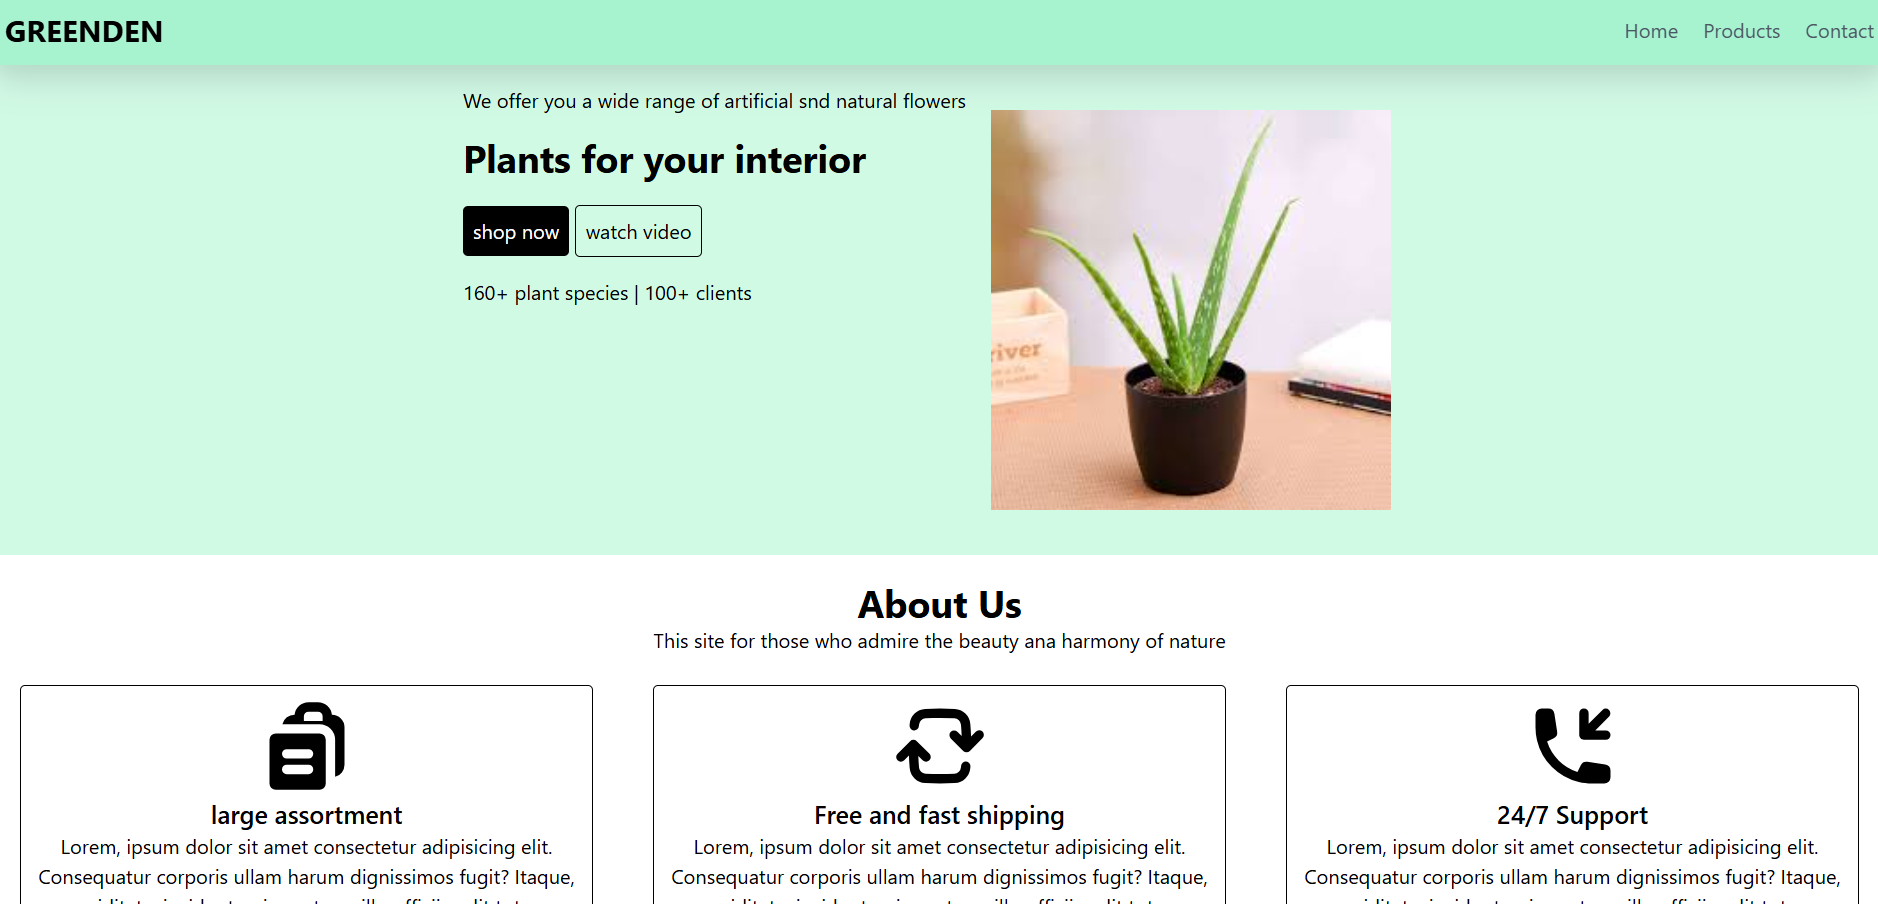 GREENDEN
Home Products Contact
We offer you a wide range of artificial snd natural flowers
Plants for your interior
shop now
watch video
160+ plant species | 100+ clients
About Us
This site for those who admire the beauty ana harmony of nature
large assortment
Lorem, ipsum dolor sit amet consectetur adipisicing elit.
Consequatur corporis ullam harum dignissimos fugit? Itaque,
Free and fast shipping
Lorem, ipsum dolor sit amet consectetur adipisicing elit.
Consequatur corporis ullam harum dignissimos fugit? Itaque,
24/7 Support
Lorem, ipsum dolor sit amet consectetur adipisicing elit.
Consequatur corporis ullam harum dignissimos fugit? Itaque,